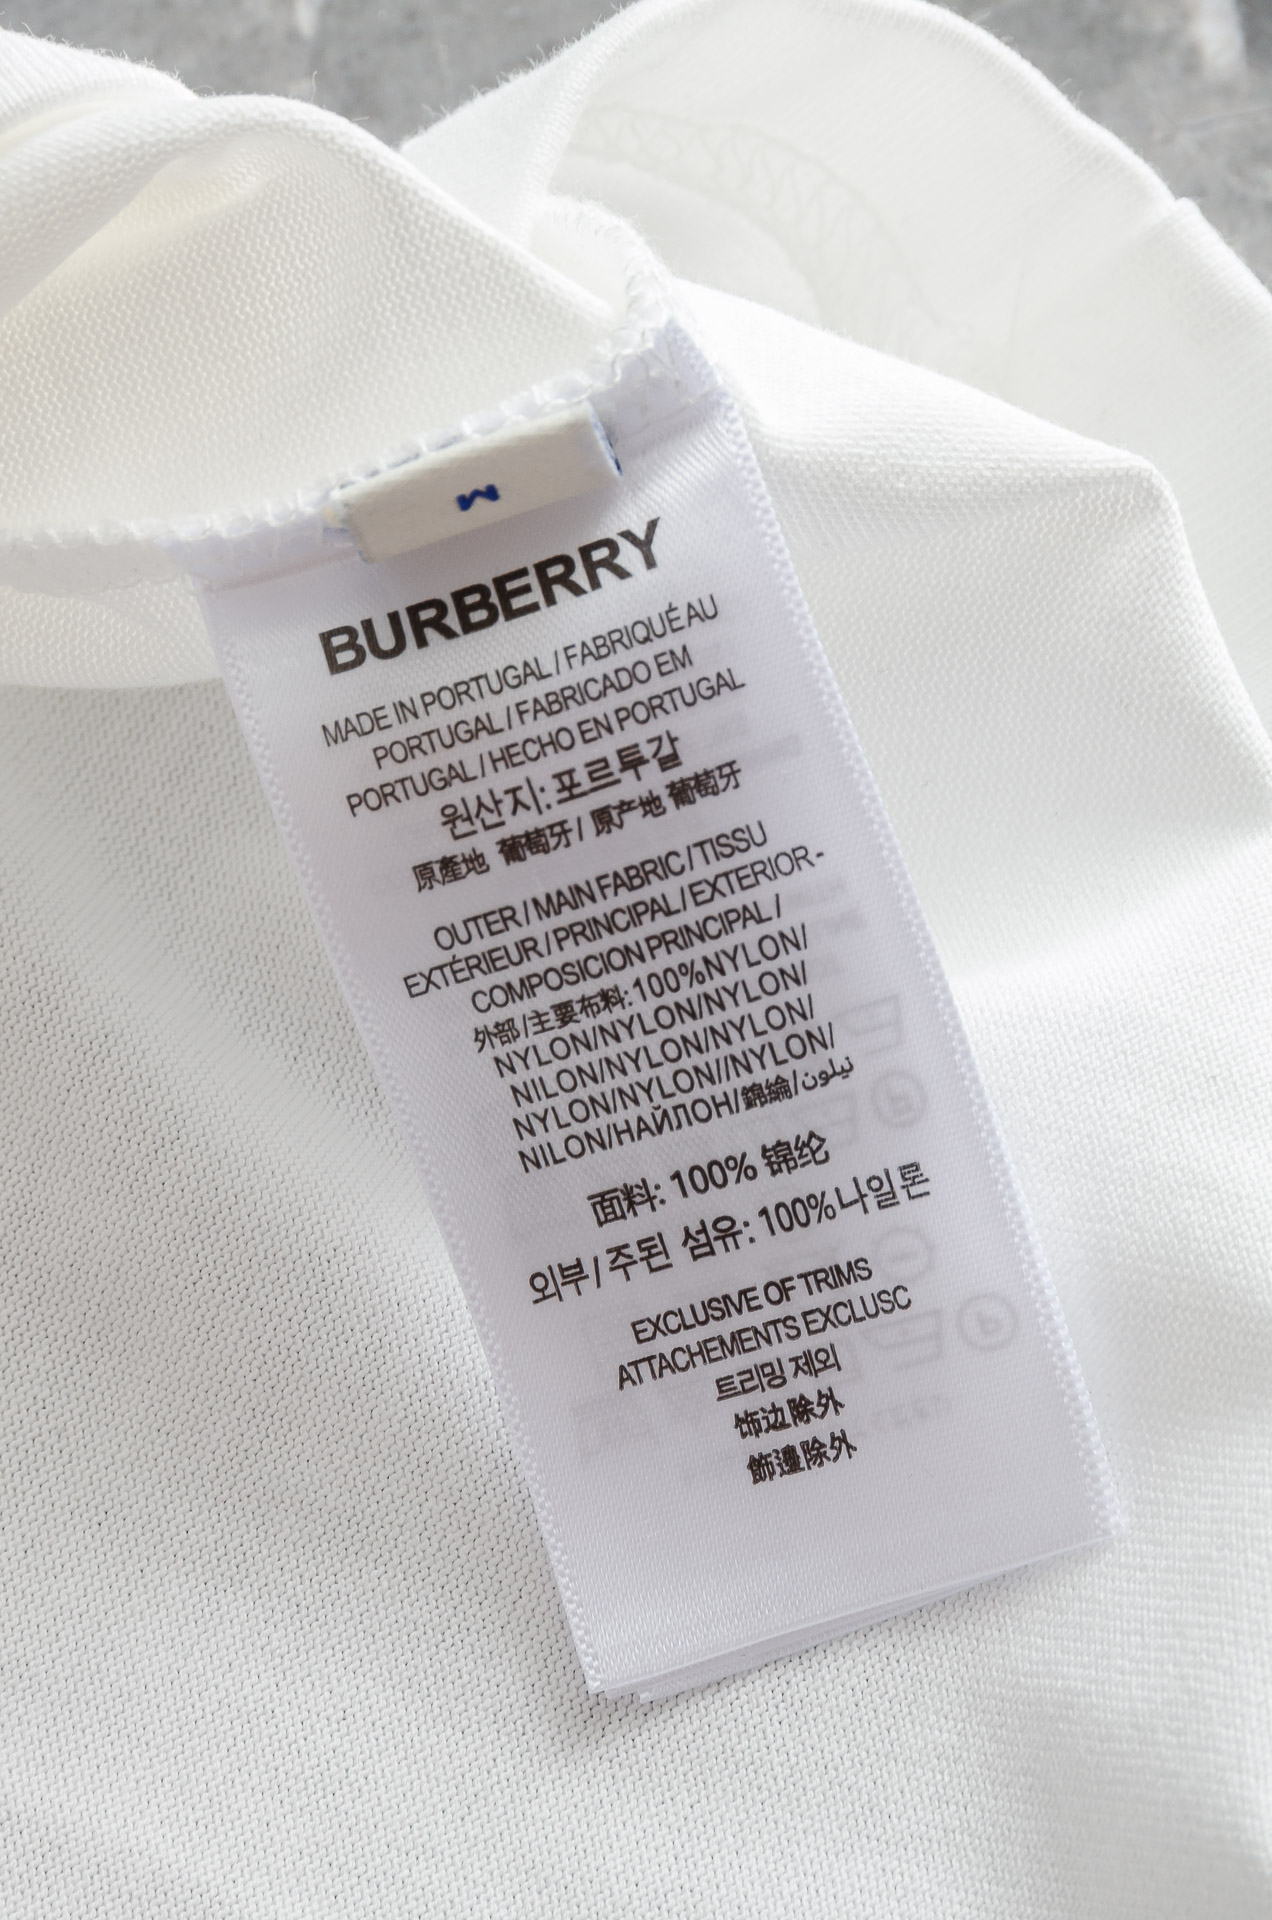 M
BURBERRY
MADE IN PORTUGAL / FABRIQUÉ AU
PORTUGAL / FABRICADO EM
PORTUGAL / HECHO EN PORTUGAL
원산지: 포르투갈
原產地 葡萄牙 / 原产地 葡萄牙
OUTER / MAIN FABRIC / TISSU
EXTÉRIEUR / PRINCIPAL / EXTERIOR-
COMPOSICION PRINCIPAL /
外部 / 主要布料: 100%NYLON/
NYLON/NYLON/NYLON/
NILON/NYLON/NYLON/
NYLON/NYLON//NYLON/
NILON/НАЙЛОН/錦綸/نيلون
面料: 100% 锦纶
외부 / 주된 섬유: 100% 나일론
EXCLUSIVE OF TRIMS
ATTACHEMENTS EXCLUSC
트리밍 제외
饰边除外
飾邊除外